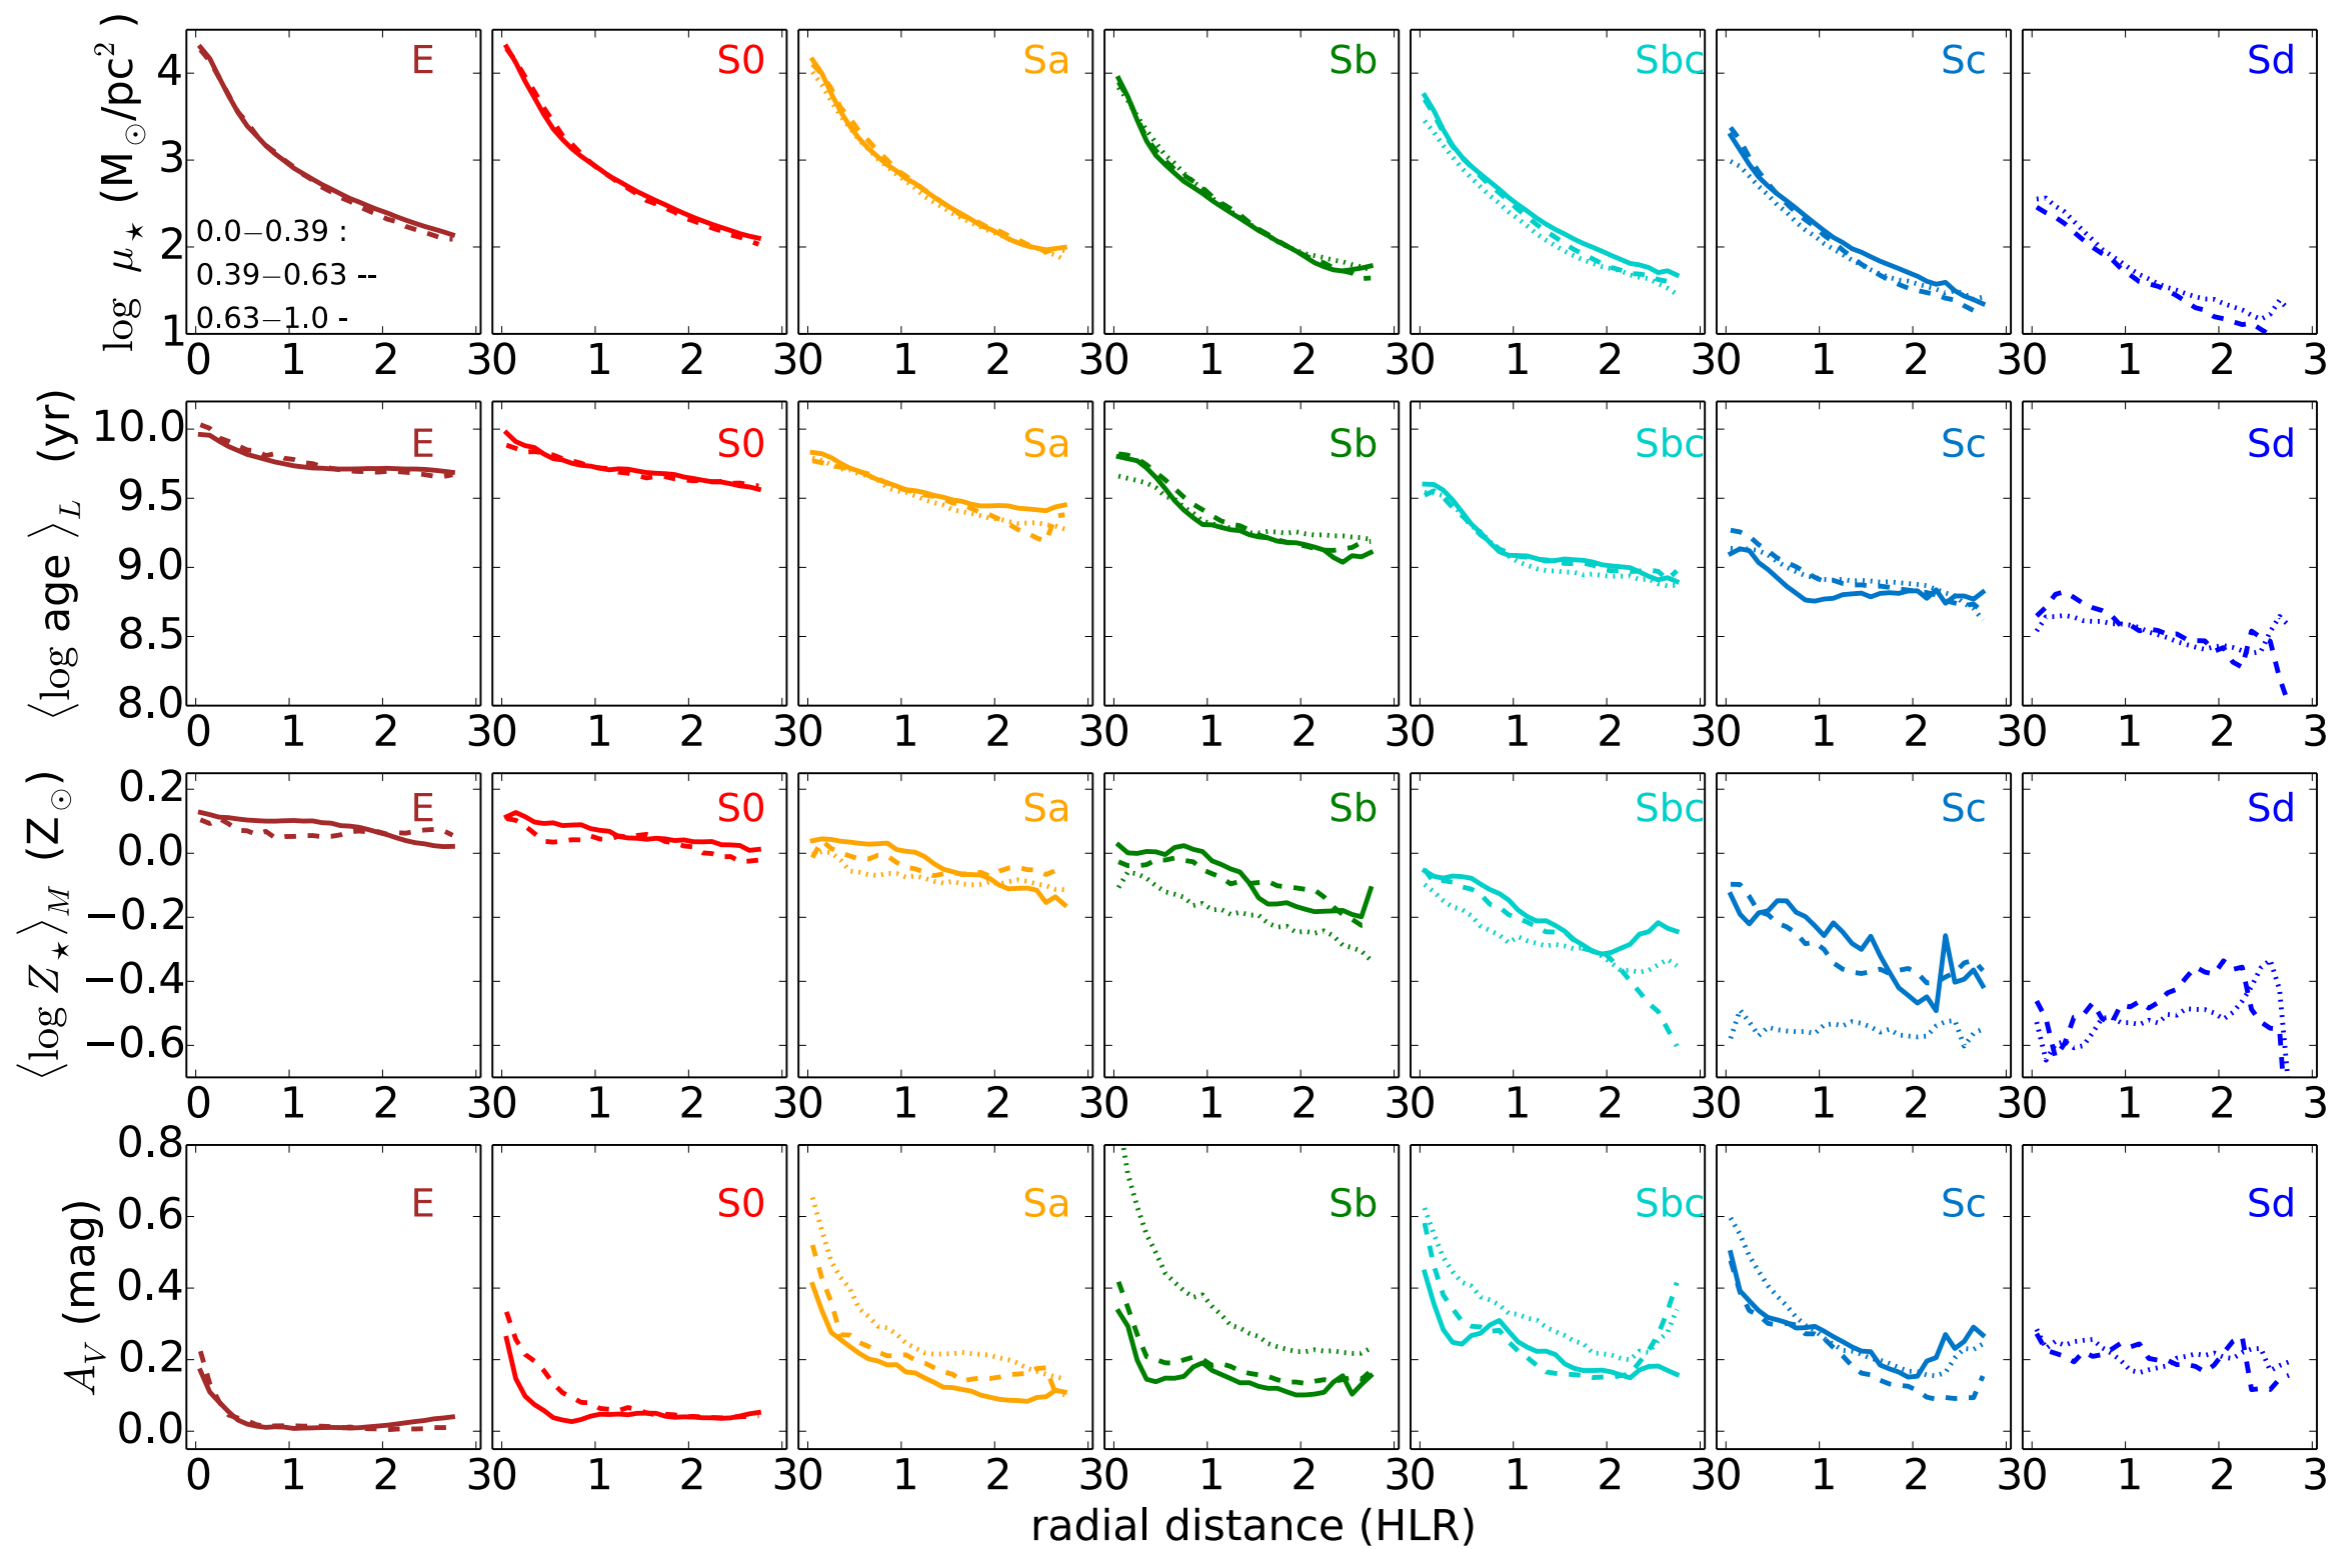 log μ⋆ (M⊙/pc²)
4
3
2
1
E
S0
Sa
Sb
Sbc
Sc
Sd
0.0−0.39 :
0.39−0.63 --
0.63−1.0 -
0 1 2 30 1 2 30 1 2 30 1 2 30 1 2 30 1 2 30 1 2 3
⟨log age⟩L (yr)
10.0
9.5
9.0
8.5
8.0
E
S0
Sa
Sb
Sbc
Sc
Sd
0 1 2 30 1 2 30 1 2 30 1 2 30 1 2 30 1 2 30 1 2 3
⟨log Z⋆⟩M (Z⊙)
0.2
0.0
−0.2
−0.4
−0.6
E
S0
Sa
Sb
Sbc
Sc
Sd
0 1 2 30 1 2 30 1 2 30 1 2 30 1 2 30 1 2 30 1 2 3
AV (mag)
0.8
0.6
0.4
0.2
0.0
E
S0
Sa
Sb
Sbc
Sc
Sd
0 1 2 30 1 2 30 1 2 30 1 2 30 1 2 30 1 2 30 1 2 3
radial distance (HLR)